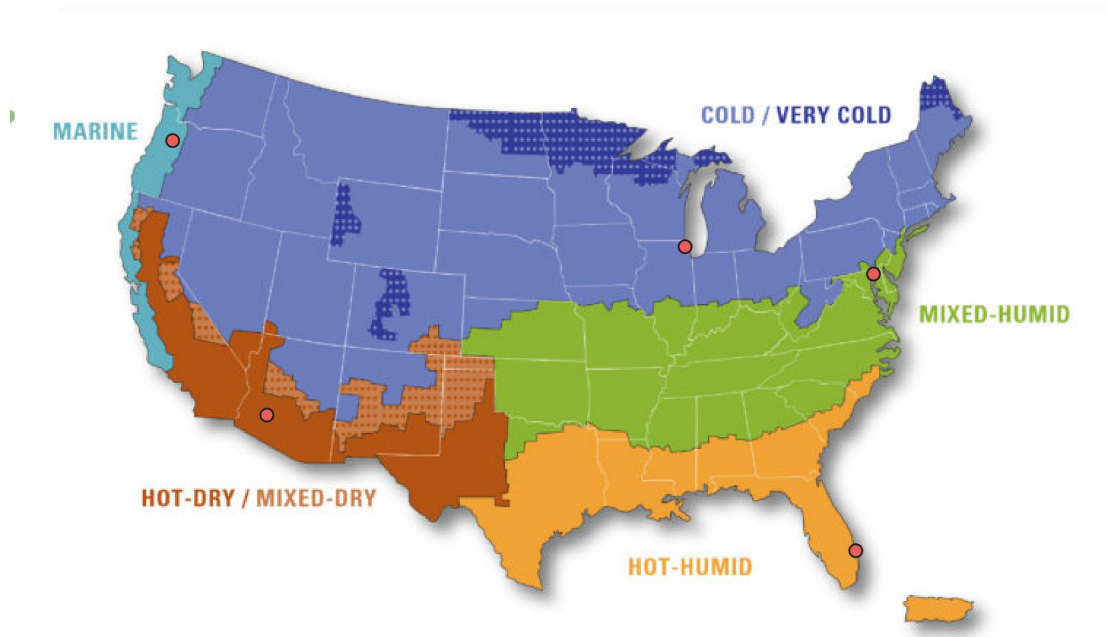 COLD / VERY COLD
MARINE
MIXED-HUMID
HOT-DRY / MIXED-DRY
HOT-HUMID